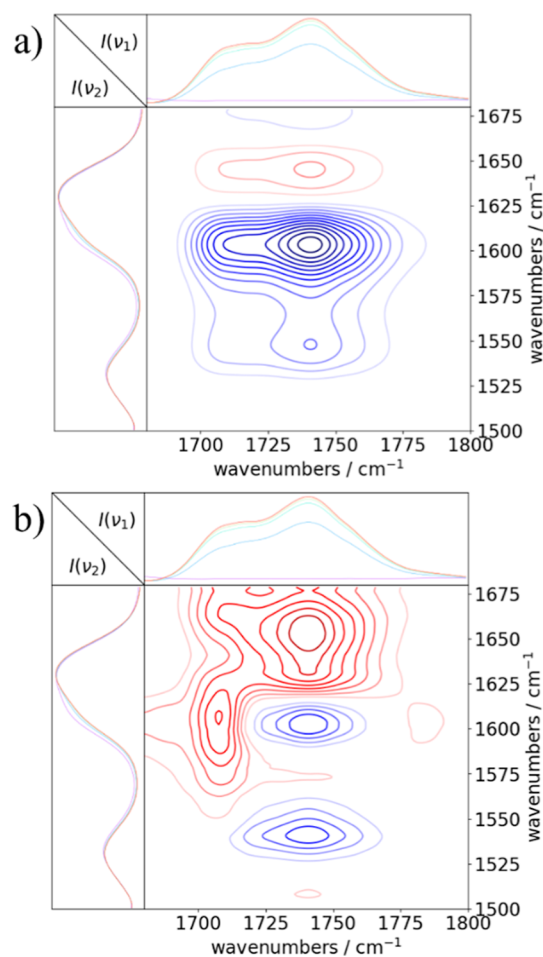 a)
I(ν₁)
I(ν₂)
1675
1650
1625
1600
1575
1550
1525
1500
wavenumbers / cm⁻¹
1700 1725 1750 1775 1800
wavenumbers / cm⁻¹
b)
I(ν₁)
I(ν₂)
1675
1650
1625
1600
1575
1550
1525
1500
wavenumbers / cm⁻¹
1700 1725 1750 1775 1800
wavenumbers / cm⁻¹